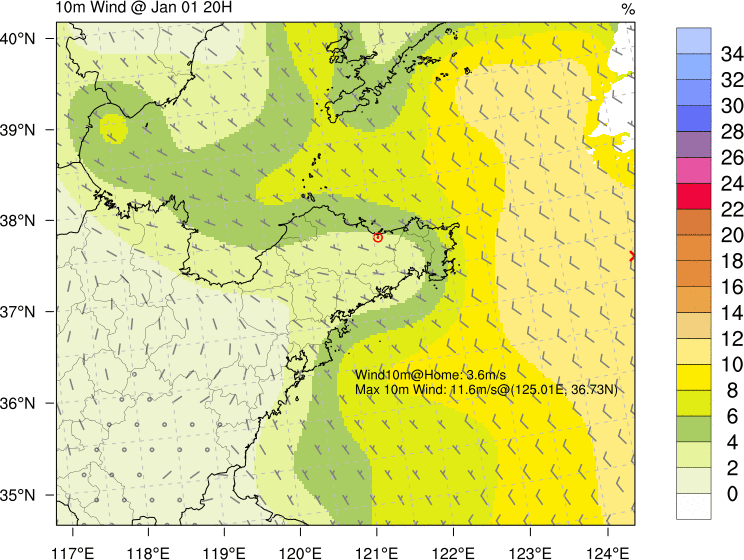 10m Wind @ Jan 01 20H
%
40°N
39°N
38°N
37°N
36°N
35°N
Wind10m@Home: 3.6m/s
Max 10m Wind: 11.6m/s@(125.01E, 36.73N)
117°E
118°E
119°E
120°E
121°E
122°E
123°E
124°E
34
32
30
28
26
24
22
20
18
16
14
12
10
8
6
4
2
0